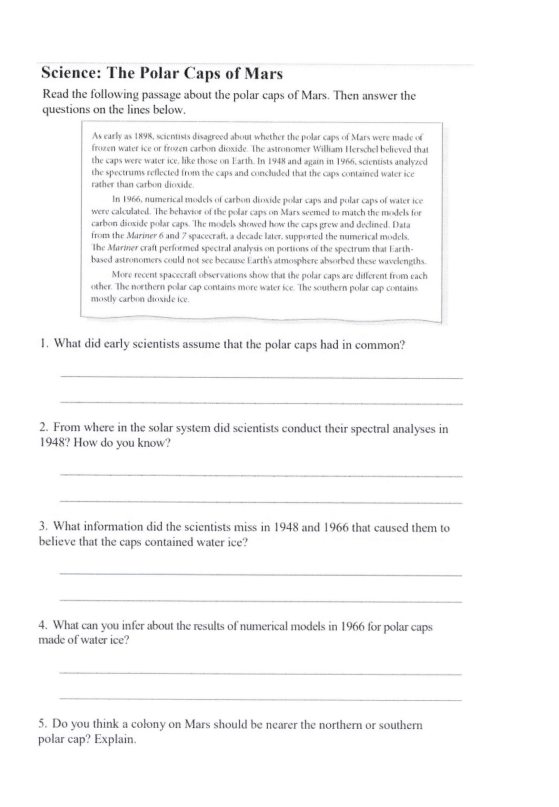 Science: The Polar Caps of Mars
Read the following passage about the polar caps of Mars. Then answer the
questions on the lines below.
As early as 1898, scientists disagreed about whether the polar caps of Mars were made of
frozen water ice or frozen carbon dioxide. The astronomer William Herschel believed that
the caps were water ice, like those on Earth. In 1948 and again in 1966, scientists analyzed
the spectrums reflected from the caps and concluded that the caps contained water ice
rather than carbon dioxide.
In 1966, numerical models of carbon dioxide polar caps and polar caps of water ice
were calculated. The behavior of the polar caps on Mars seemed to match the models for
carbon dioxide polar caps. The models showed how the caps grew and declined. Data
from the Mariner 6 and 7 spacecraft, a decade later, supported the numerical models.
The Mariner craft performed spectral analysis on portions of the spectrum that Earth-
based astronomers could not see because Earth's atmosphere absorbed these wavelengths.
More recent spacecraft observations show that the polar caps are different from each
other. The northern polar cap contains more water ice. The southern polar cap contains
mostly carbon dioxide ice.
1. What did early scientists assume that the polar caps had in common?
2. From where in the solar system did scientists conduct their spectral analyses in
1948? How do you know?
3. What information did the scientists miss in 1948 and 1966 that caused them to
believe that the caps contained water ice?
4. What can you infer about the results of numerical models in 1966 for polar caps
made of water ice?
5. Do you think a colony on Mars should be nearer the northern or southern
polar cap? Explain.